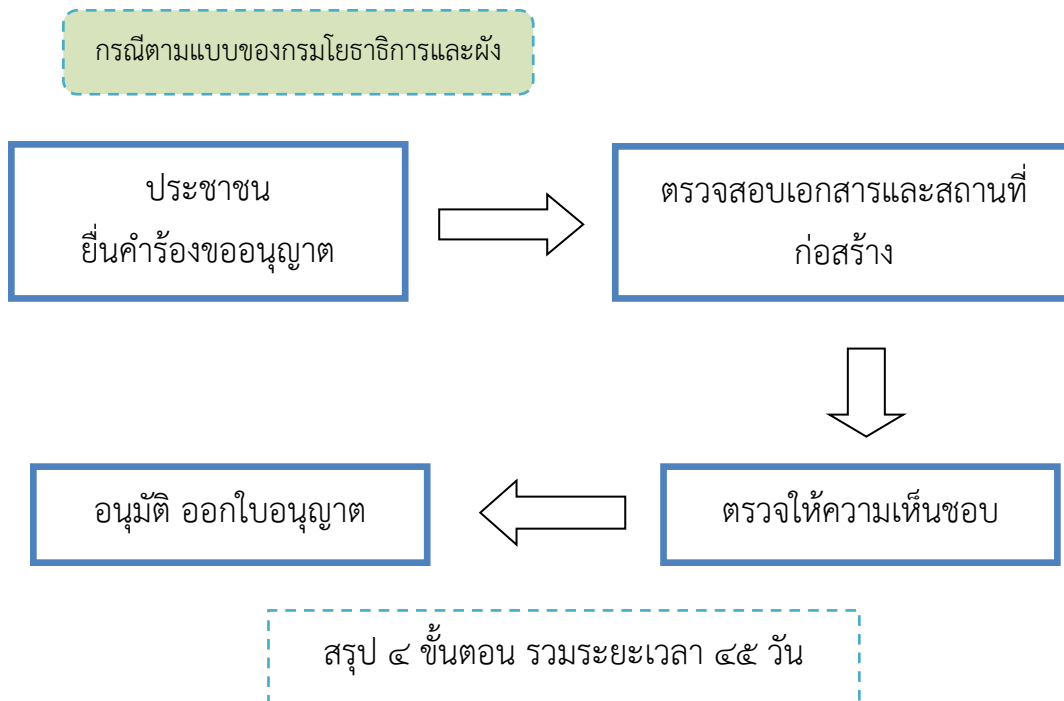 กรณีตามแบบของกรมโยธาธิการและผัง
ประชาชน
ยื่นคำร้องขออนุญาต
ตรวจสอบเอกสารและสถานที่
ก่อสร้าง
ตรวจให้ความเห็นชอบ
อนุมัติ ออกใบอนุญาต
สรุป ๔ ขั้นตอน รวมระยะเวลา ๔๕ วัน